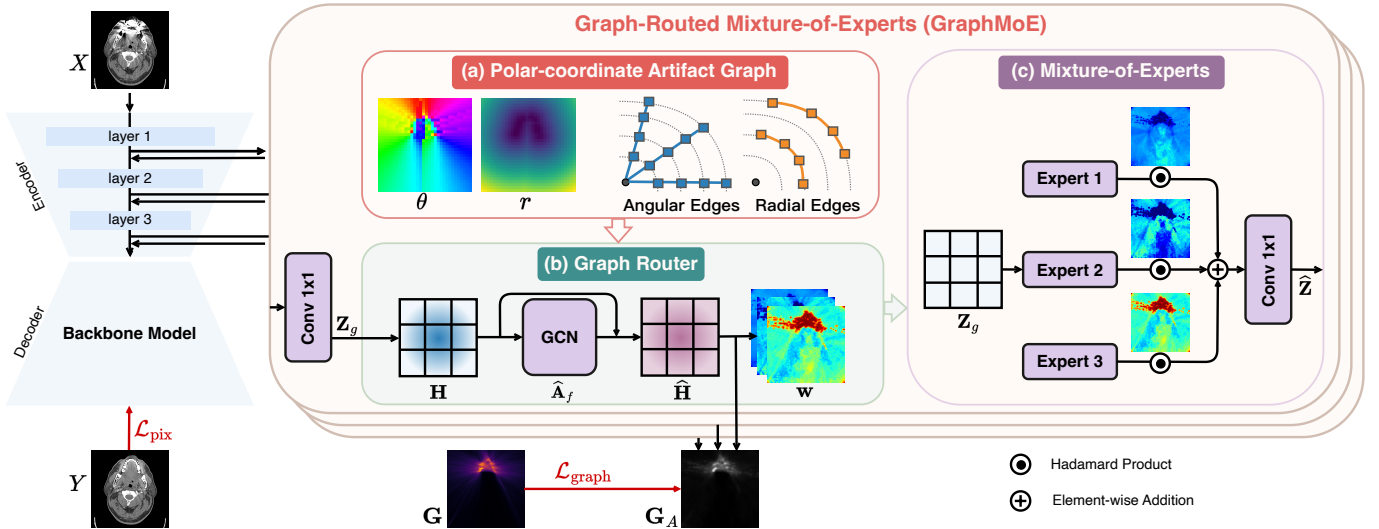 Graph-Routed Mixture-of-Experts (GraphMoE)
X
Encoder
layer 1
layer 2
layer 3
Decoder
Backbone Model
𝓛pix
Y
(a) Polar-coordinate Artifact Graph
θ
r
Angular Edges
Radial Edges
(b) Graph Router
Conv 1x1
Z_g
H
GCN
Â_f
Ĥ
w
(c) Mixture-of-Experts
Z_g
Expert 1
Expert 2
Expert 3
Conv 1x1
Ẑ
G
𝓛graph
G_A
Hadamard Product
Element-wise Addition